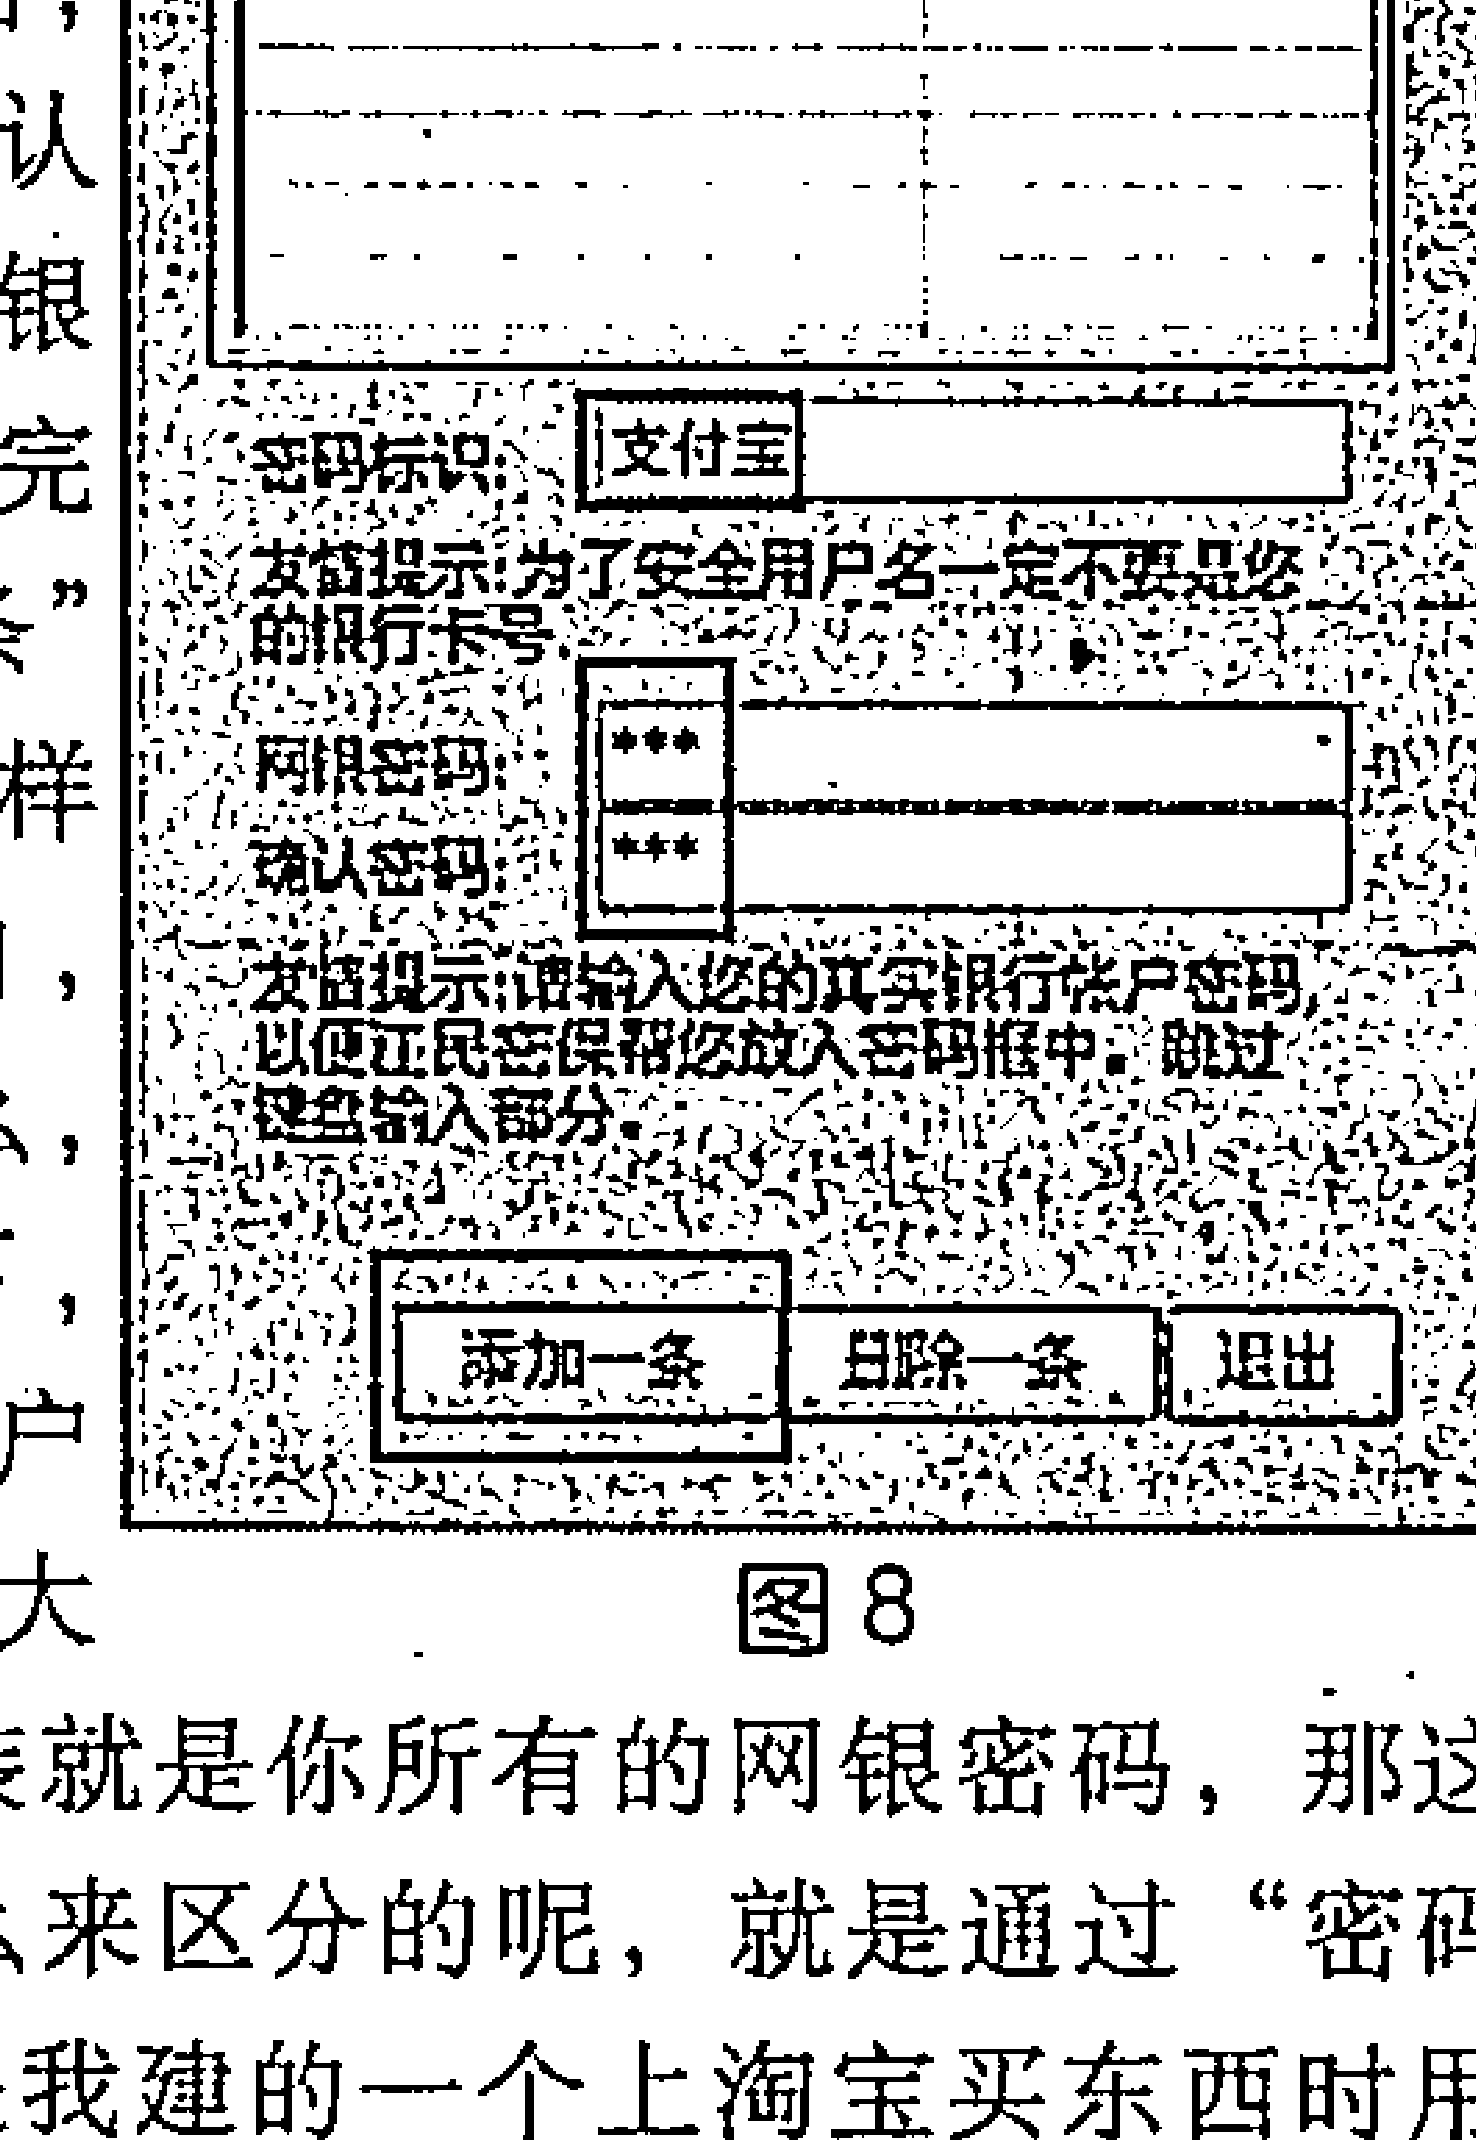 认
银
完
”
样
，
，
，
户
大
密码标识: 支付宝
友情提示:为了安全用户名一定不要是您
的银行卡号
网银密码: ***
确认密码: ***
友情提示:请输入您的真实银行帐户密码,
以便江民密保帮您放入密码框中。跳过
键盘输入部分。
添加一条 删除一条 退出
图 8
就是你所有的网银密码，那这
来区分的呢，就是通过“密码
我建的一个上淘宝买东西时用